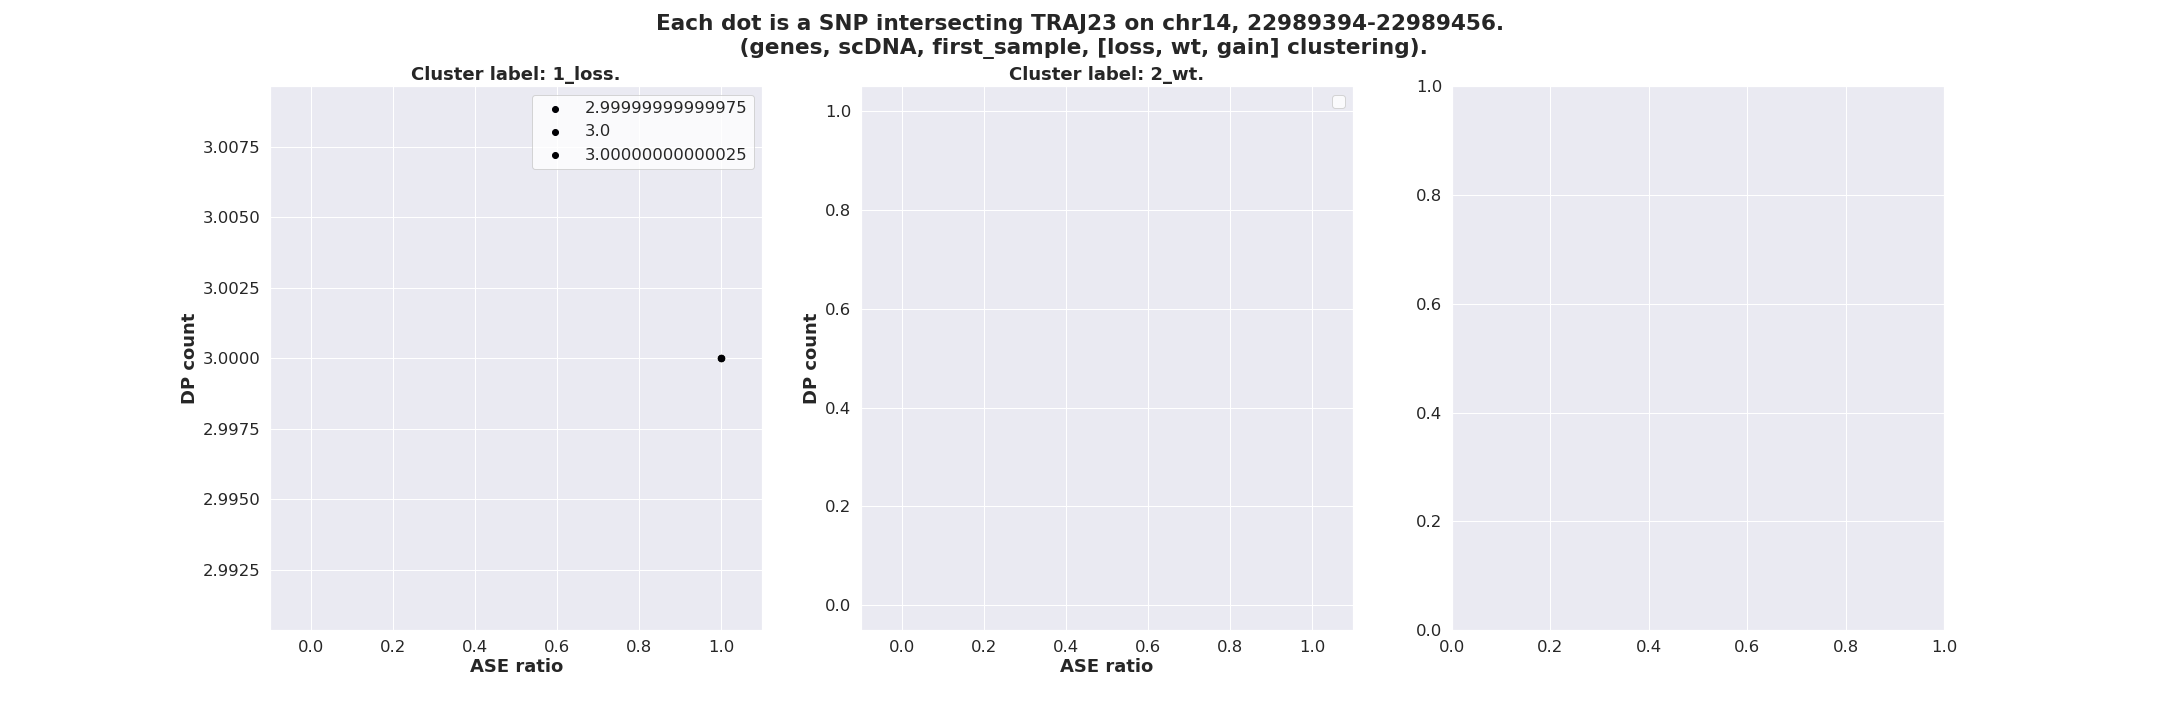 Each dot is a SNP intersecting TRAJ23 on chr14, 22989394-22989456.
(genes, scDNA, first_sample, [loss, wt, gain] clustering).
Cluster label: 1_loss.
2.99999999999975
3.0
3.00000000000025
3.0075
3.0050
3.0025
3.0000
2.9975
2.9950
2.9925
DP count
0.0 0.2 0.4 0.6 0.8 1.0
ASE ratio
Cluster label: 2_wt.
1.0
0.8
0.6
0.4
0.2
0.0
DP count
0.0 0.2 0.4 0.6 0.8 1.0
ASE ratio
1.0
0.8
0.6
0.4
0.2
0.0
0.0 0.2 0.4 0.6 0.8 1.0